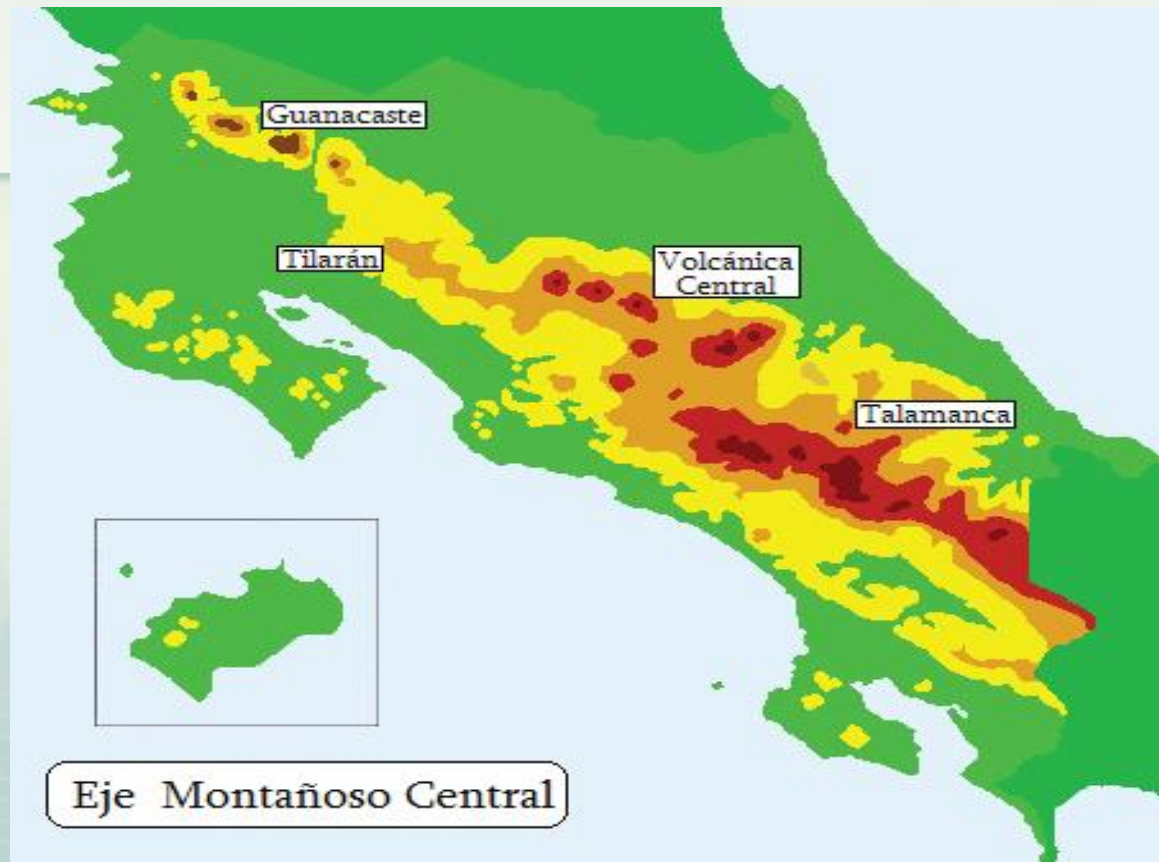 Guanacaste
Tilarán
Volcánica
Central
Talamanca
Eje Montañoso Central